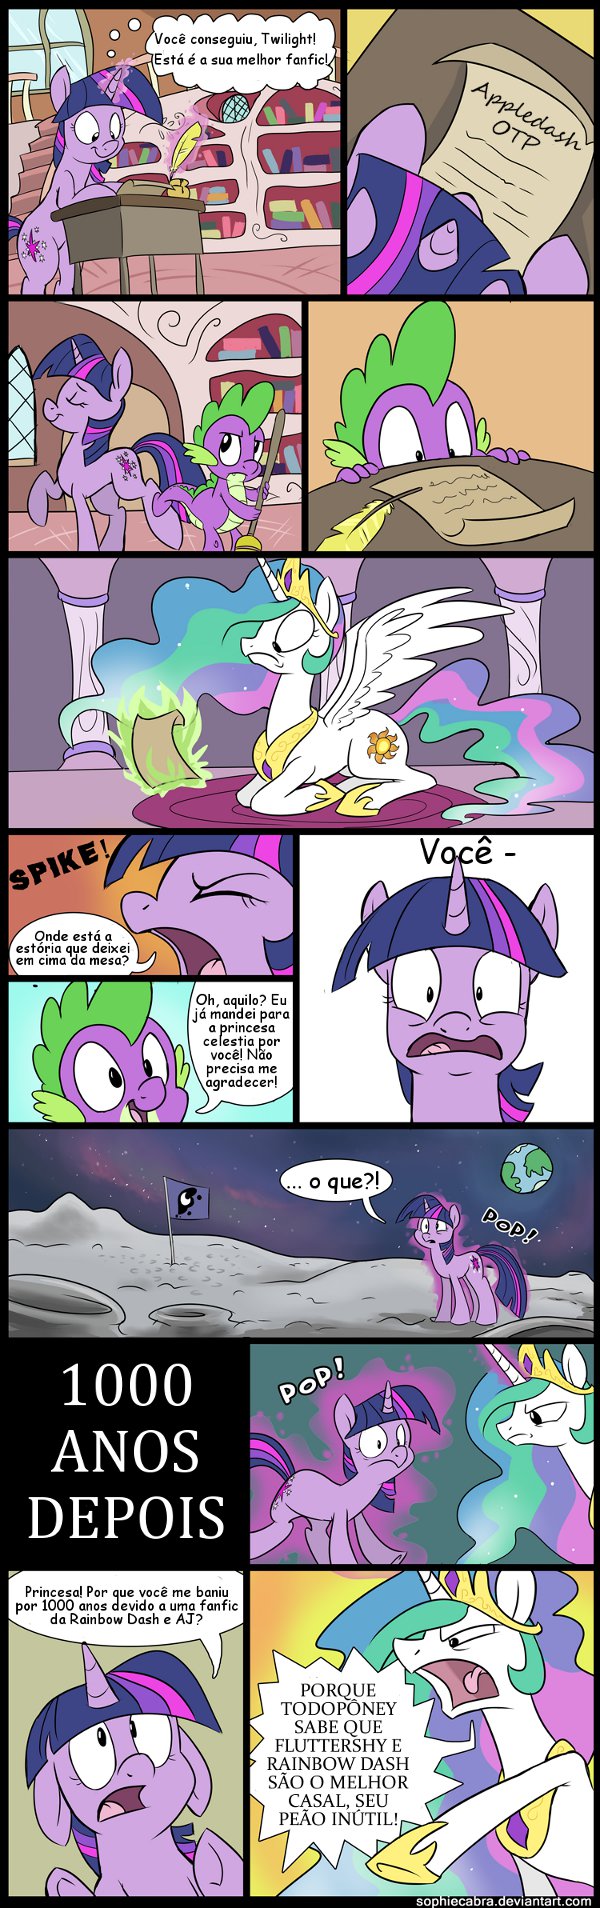 Você conseguiu, Twilight!
Está é a sua melhor fanfic!
Appledash
OTP
SPIKE!
Onde está a
estória que deixei
em cima da mesa?
Oh, aquilo? Eu
já mandei para
a princesa
celestia por
você! Não
precisa me
agradecer!
Você -
... o que?!
POP!
1000
ANOS
DEPOIS
POP!
Princesa! Por que você me baniu
por 1000 anos devido a uma fanfic
da Rainbow Dash e AJ?
PORQUE
TODOPÔNEY
SABE QUE
FLUTTERSHY E
RAINBOW DASH
SÃO O MELHOR
CASAL, SEU
PEÃO INÚTIL!
sophiecabra.deviantart.com